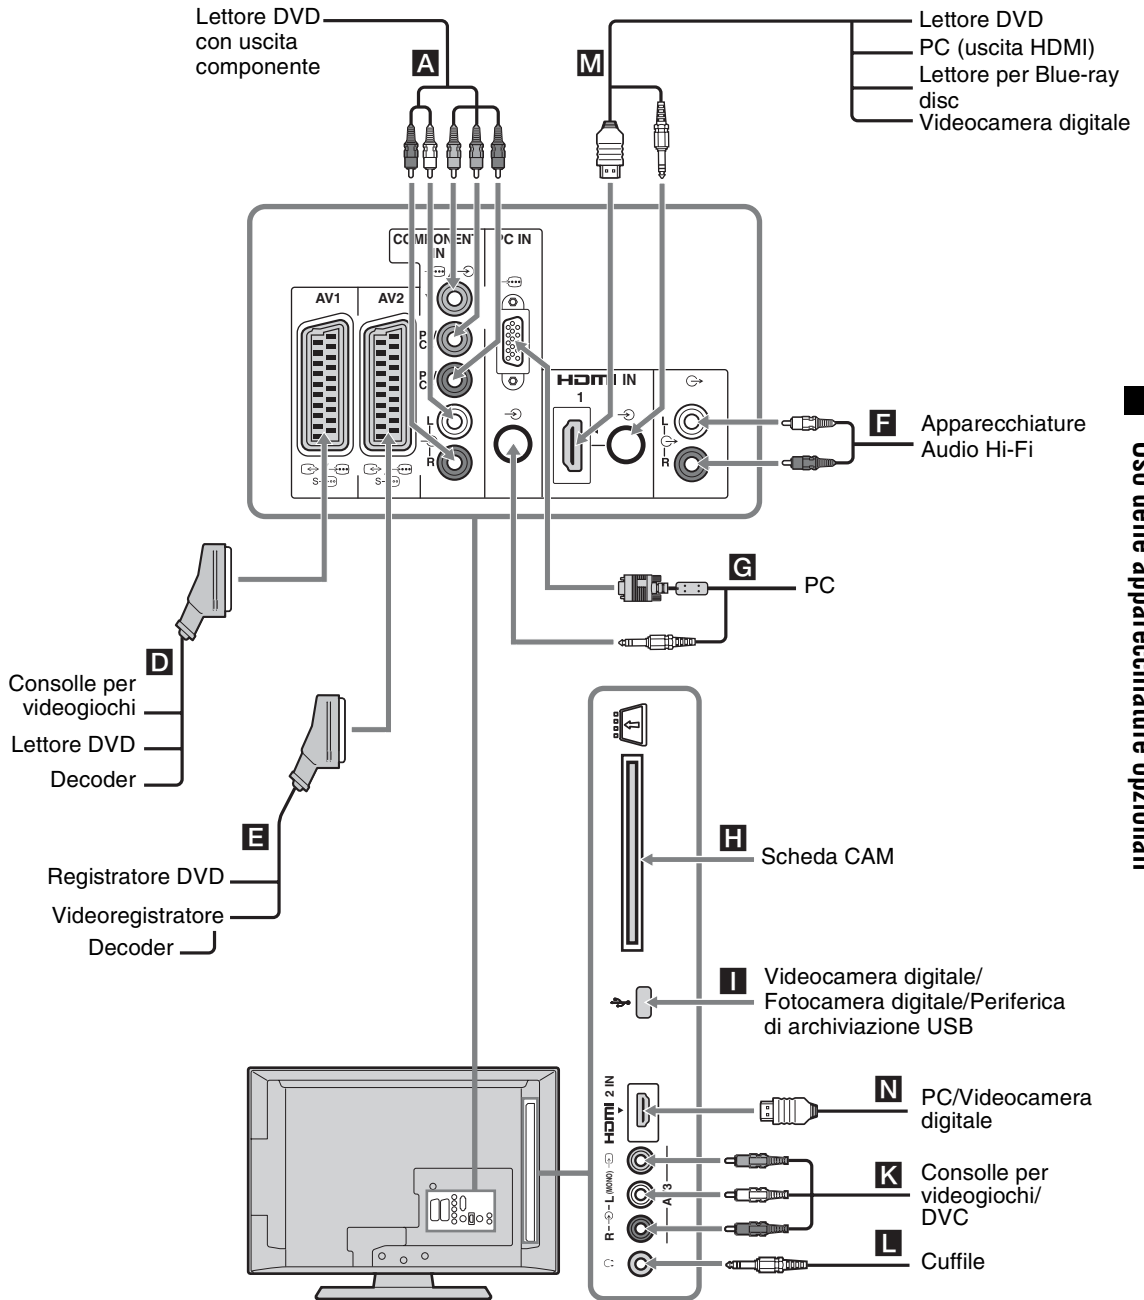 Lettore DVD
con uscita
componente
A
M
Lettore DVD
PC (uscita HDMI)
Lettore per Blue-ray
disc
Videocamera digitale
COMPONENT
IN
PC IN
AV1
AV2
Y
HDMI IN
1
L
R
L
R
S-
S-
F
Apparecchiature
Audio Hi-Fi
Uso delle apparecchiature opzionali
G
PC
D
Consolle per
videogiochi
Lettore DVD
Decoder
E
Registratore DVD
Videoregistratore
Decoder
H
Scheda CAM
I
Videocamera digitale/
Fotocamera digitale/Periferica
di archiviazione USB
HDMI 2 IN
N
PC/Videocamera
digitale
R L (MONO)
K
Consolle per
videogiochi/
DVC
L
Cuffile